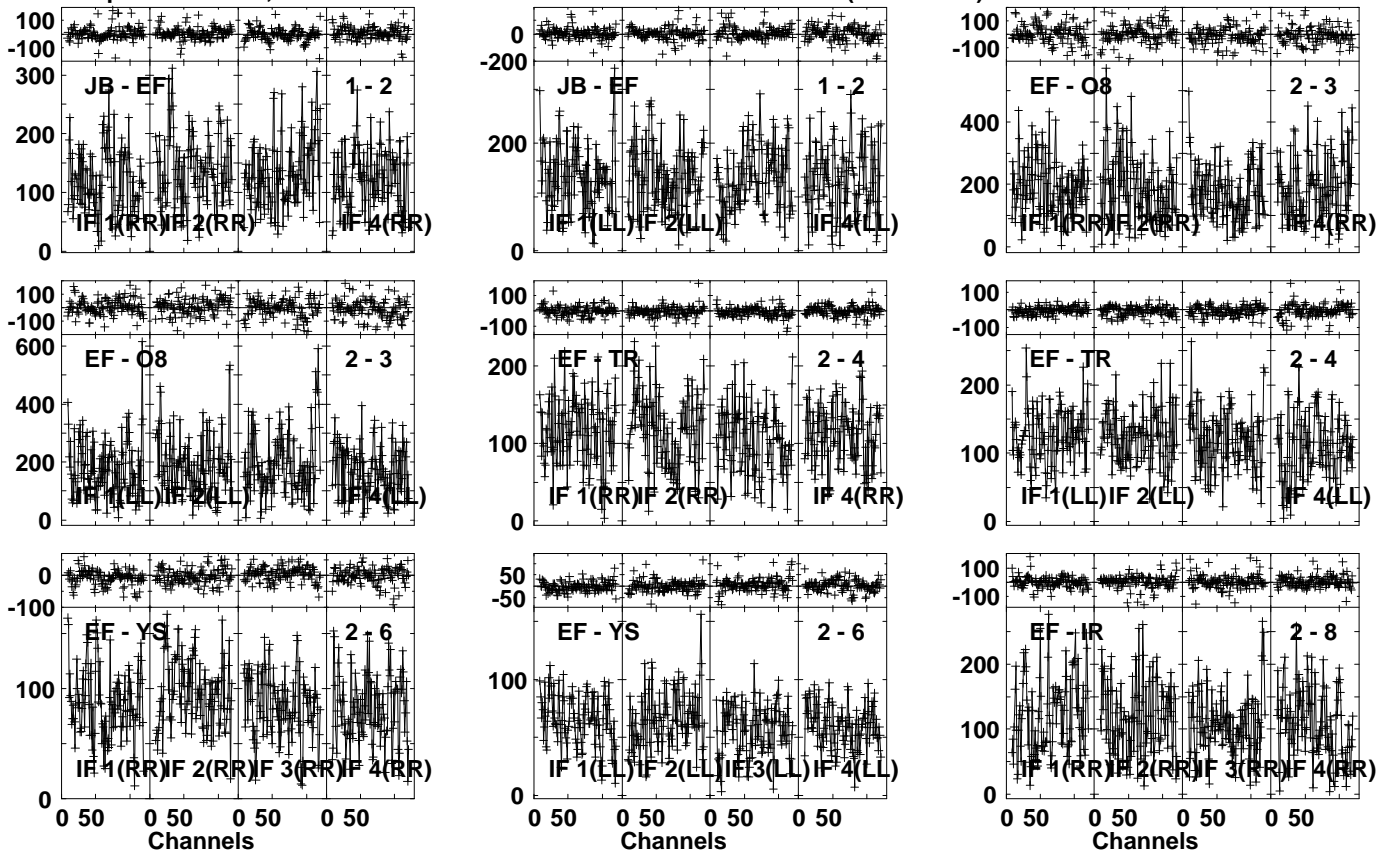 100
-100
300
200
100
0
JB - EF
1 - 2
IF 1(RR) IF 2(RR) IF 4(RR)
0
-200
200
0
JB - EF
1 - 2
IF 1(LL) IF 2(LL) IF 4(LL)
100
-100
400
200
0
EF - O8
2 - 3
IF 1(RR) IF 2(RR) IF 4(RR)
100
-100
600
400
200
0
EF - O8
2 - 3
IF 1(LL) IF 2(LL) IF 4(LL)
100
-100
200
100
0
EF - TR
2 - 4
IF 1(RR) IF 2(RR) IF 4(RR)
100
-100
200
100
0
EF - TR
2 - 4
IF 1(LL) IF 2(LL) IF 4(LL)
0
-100
100
0
EF - YS
2 - 6
IF 1(RR) IF 2(RR) IF 3(RR) IF 4(RR)
0 50 0 50 0 50 0 50
Channels
50
-50
100
0
EF - YS
2 - 6
IF 1(LL) IF 2(LL) IF 3(LL) IF 4(LL)
0 50 0 50 0 50 0 50
Channels
100
-100
200
100
0
EF - IR
2 - 8
IF 1(RR) IF 2(RR) IF 3(RR) IF 4(RR)
0 50 0 50 0 50 0 50
Channels